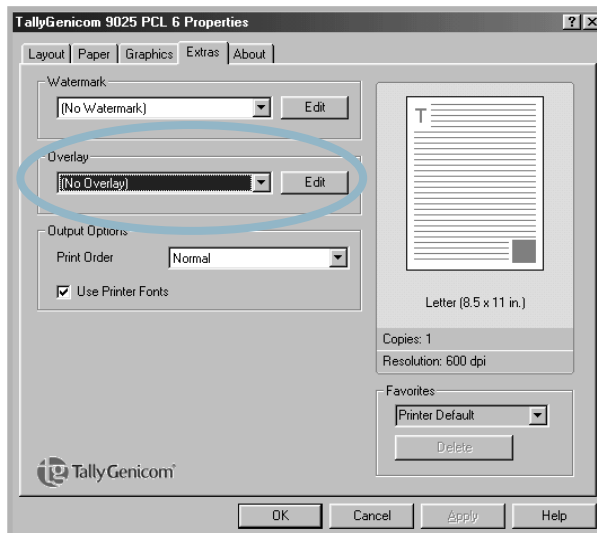 TallyGenicom 9025 PCL 6 Properties
Layout Paper Graphics Extras About
Watermark
(No Watermark) Edit
Overlay
(No Overlay) Edit
Output Options
Print Order Normal
Use Printer Fonts
T
Letter (8.5 x 11 in.)
Copies: 1
Resolution: 600 dpi
Favorites
Printer Default
Delete
TallyGenicom
OK Cancel Apply Help